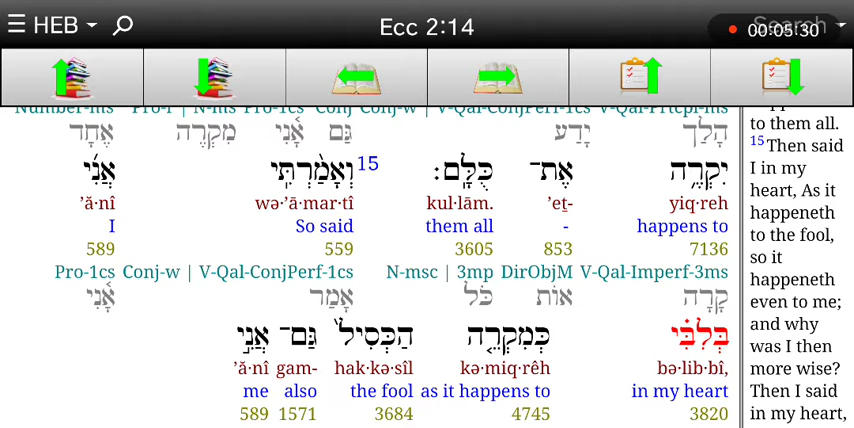 ☰ HEB
Ecc 2:14
Search
00:05:30
Number-ms Pro-r | N-ms Pro-1cs Conj Conj-w | V-Qal-ConjPerf-1cs V-Qal-Prtcpl-ms
הָלַך יָדַע גַּם אָ֫נִי מִקְרֶה אֶחָד
יִקְרֶ֥ה אֶת־ כֻּלָּֽם׃ 15 וְאָמַ֨רְתִּֽי אֲנִ֜י
yiq·reh ’eṯ- kul·lām. wə·’ā·mar·tî ’ă·nî
happens to - them all So said I
7136 853 3605 559 589
Pro-1cs Conj-w | V-Qal-ConjPerf-1cs N-msc | 3mp DirObjM V-Qal-Imperf-3ms
קָרָה אוֹת כֹּל אָמַר אָ֫נִי
בְּלִבִּ֗י כְּמִקְרֵ֤ה הַכְּסִיל֙ גַּם־ אֲנִ֣י
bə·lib·bî, kə·miq·rêh hak·kə·sîl gam- ’ă·nî
in my heart as it happens to the fool also me
3820 4745 3684 1571 589
to them all.
15Then said
I in my
heart, As it
happeneth
to the fool,
so it
happeneth
even to me;
and why
was I then
more wise?
Then I said
in my heart,